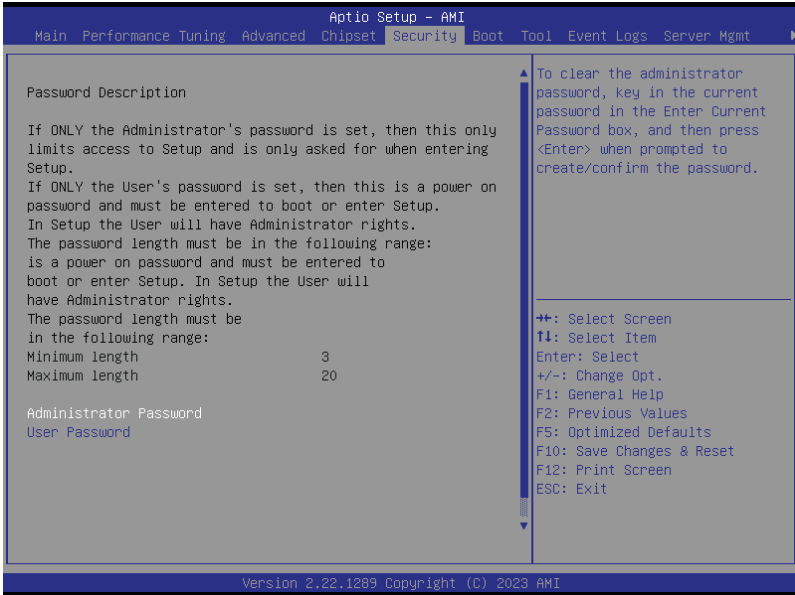 Aptio Setup – AMI
Main Performance Tuning Advanced Chipset Security Boot Tool Event Logs Server Mgmt
Password Description
If ONLY the Administrator's password is set, then this only
limits access to Setup and is only asked for when entering
Setup.
If ONLY the User's password is set, then this is a power on
password and must be entered to boot or enter Setup.
In Setup the User will have Administrator rights.
The password length must be in the following range:
is a power on password and must be entered to
boot or enter Setup. In Setup the User will
have Administrator rights.
The password length must be
in the following range:
Minimum length 3
Maximum length 20
Administrator Password
User Password
To clear the administrator
password, key in the current
password in the Enter Current
Password box, and then press
<Enter> when prompted to
create/confirm the password.
→←: Select Screen
↑↓: Select Item
Enter: Select
+/-: Change Opt.
F1: General Help
F2: Previous Values
F5: Optimized Defaults
F10: Save Changes & Reset
F12: Print Screen
ESC: Exit
Version 2.22.1289 Copyright (C) 2023 AMI